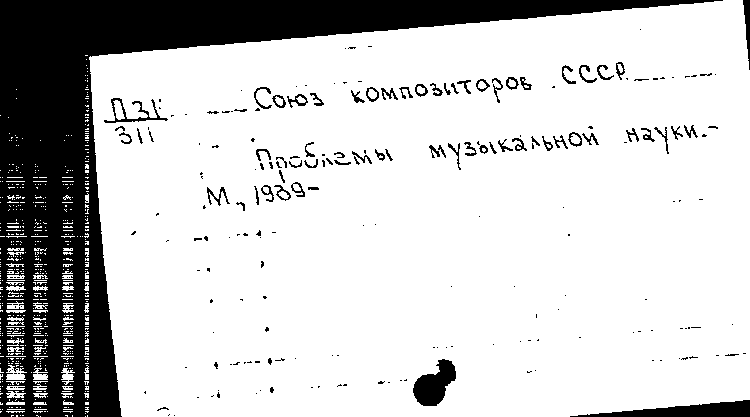 П31 Союз композиторов СССР.
311
Проблемы музыкальной науки.-
М., 1989-